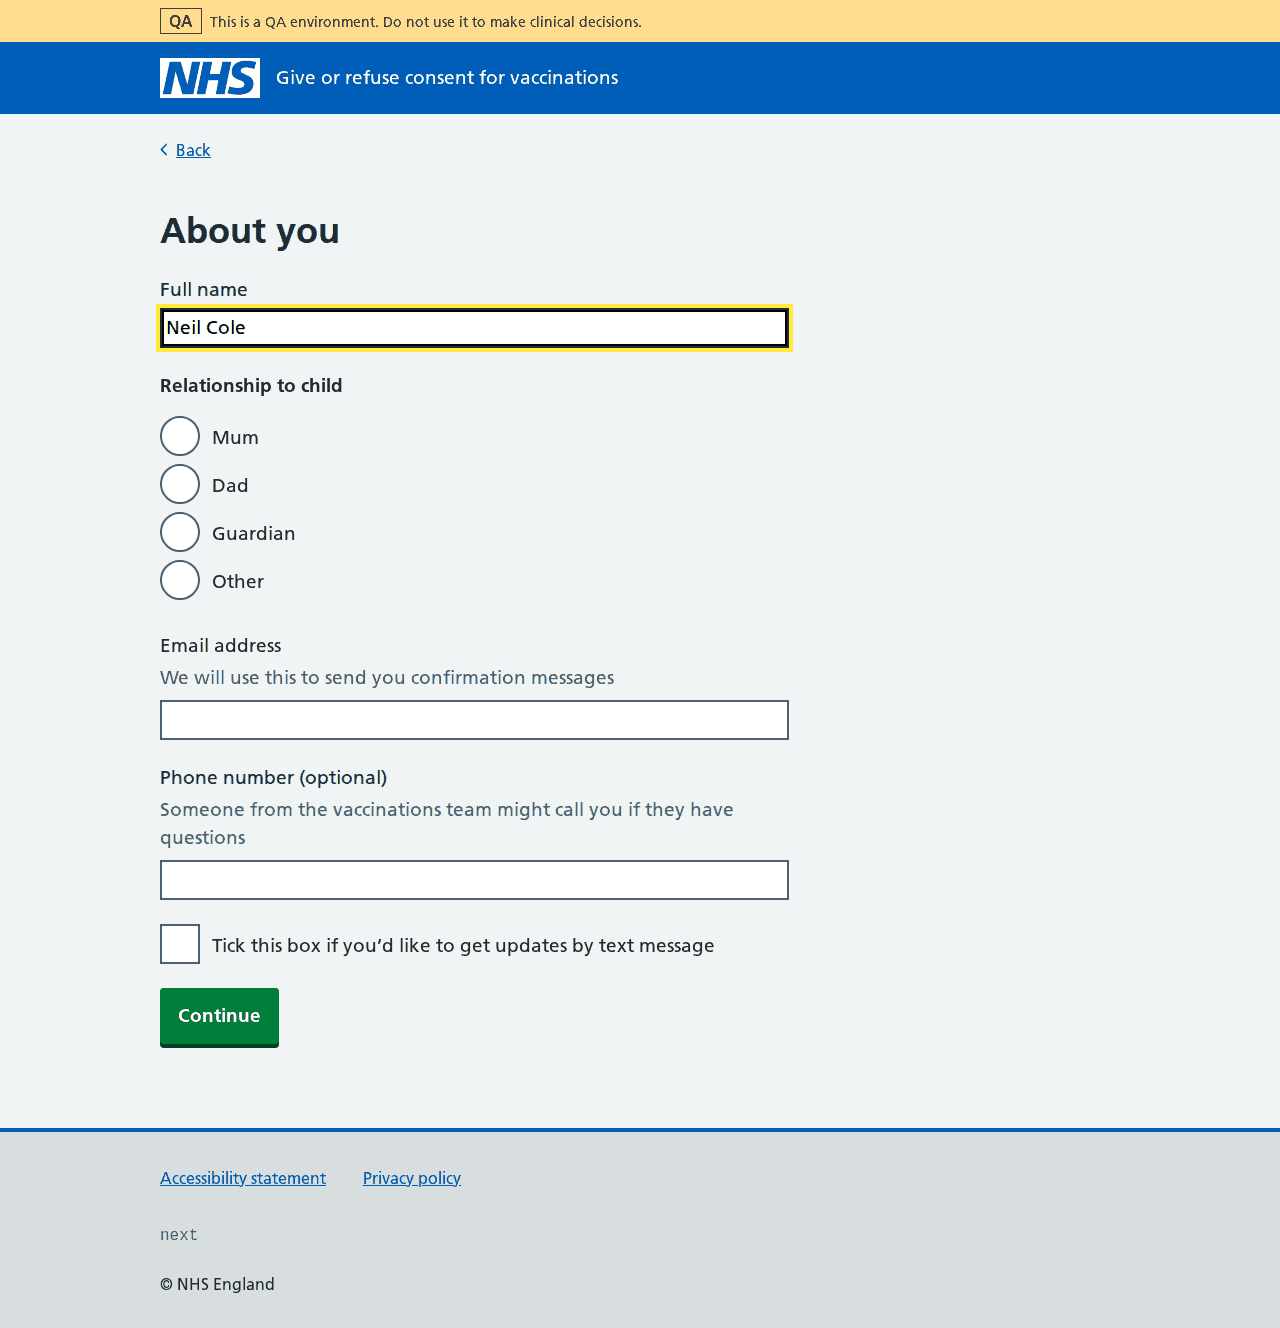 QA This is a QA environment. Do not use it to make clinical decisions.
NHS Give or refuse consent for vaccinations
Back
About you
Full name
Neil Cole
Relationship to child
Mum
Dad
Guardian
Other
Email address
We will use this to send you confirmation messages
Phone number (optional)
Someone from the vaccinations team might call you if they have
questions
Tick this box if you’d like to get updates by text message
Continue
Accessibility statement Privacy policy
next
© NHS England